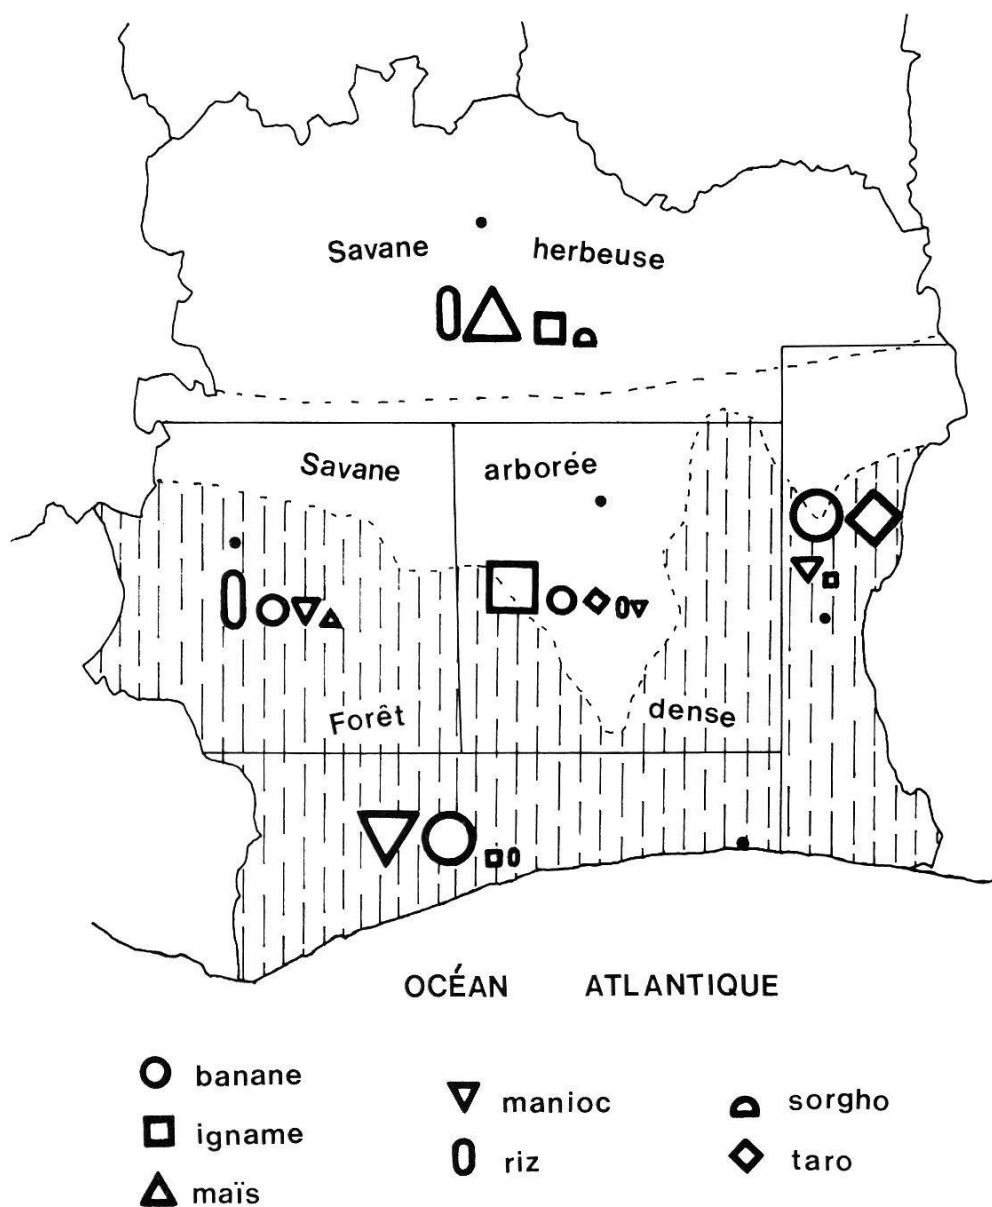 Savane herbeuse
Savane arborée
Forêt dense
OCÉAN ATLANTIQUE
banane
igname
maïs
manioc
riz
sorgho
taro